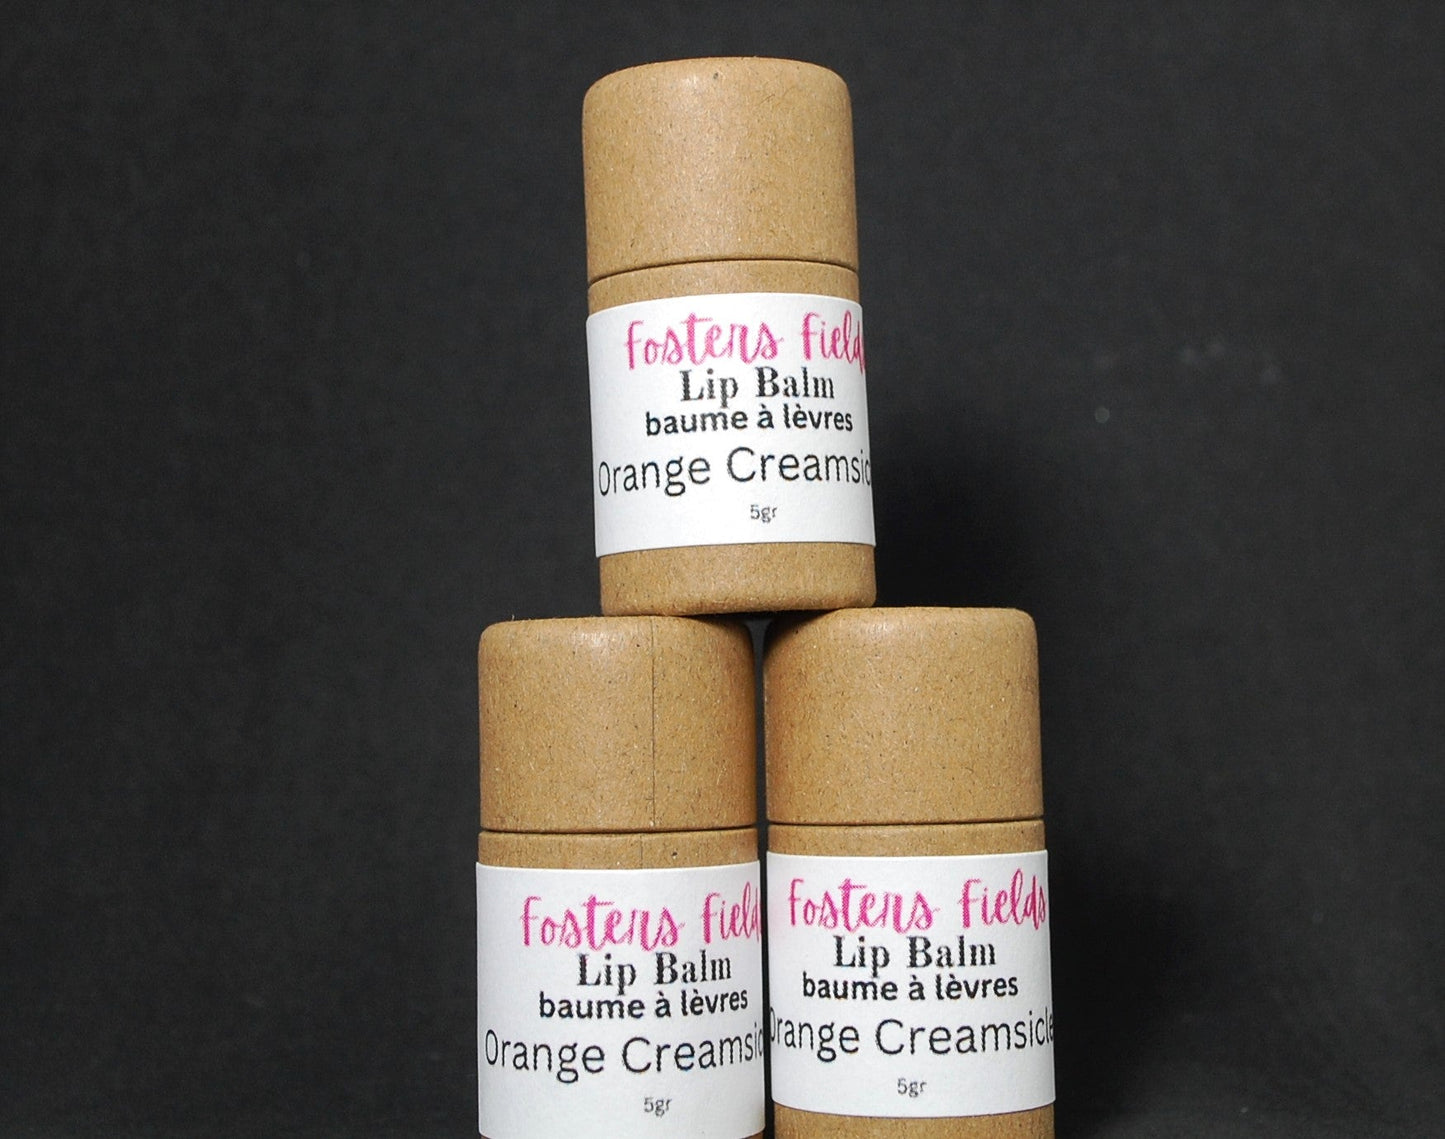 fosters field
Lip Balm
baume à lèvres
Orange Creamsic
5gr
fosters field
Lip Balm
baume à lèvres
Orange Creamsic
5gr
fosters fields
Lip Balm
baume à lèvres
Orange Creamsicle
5gr